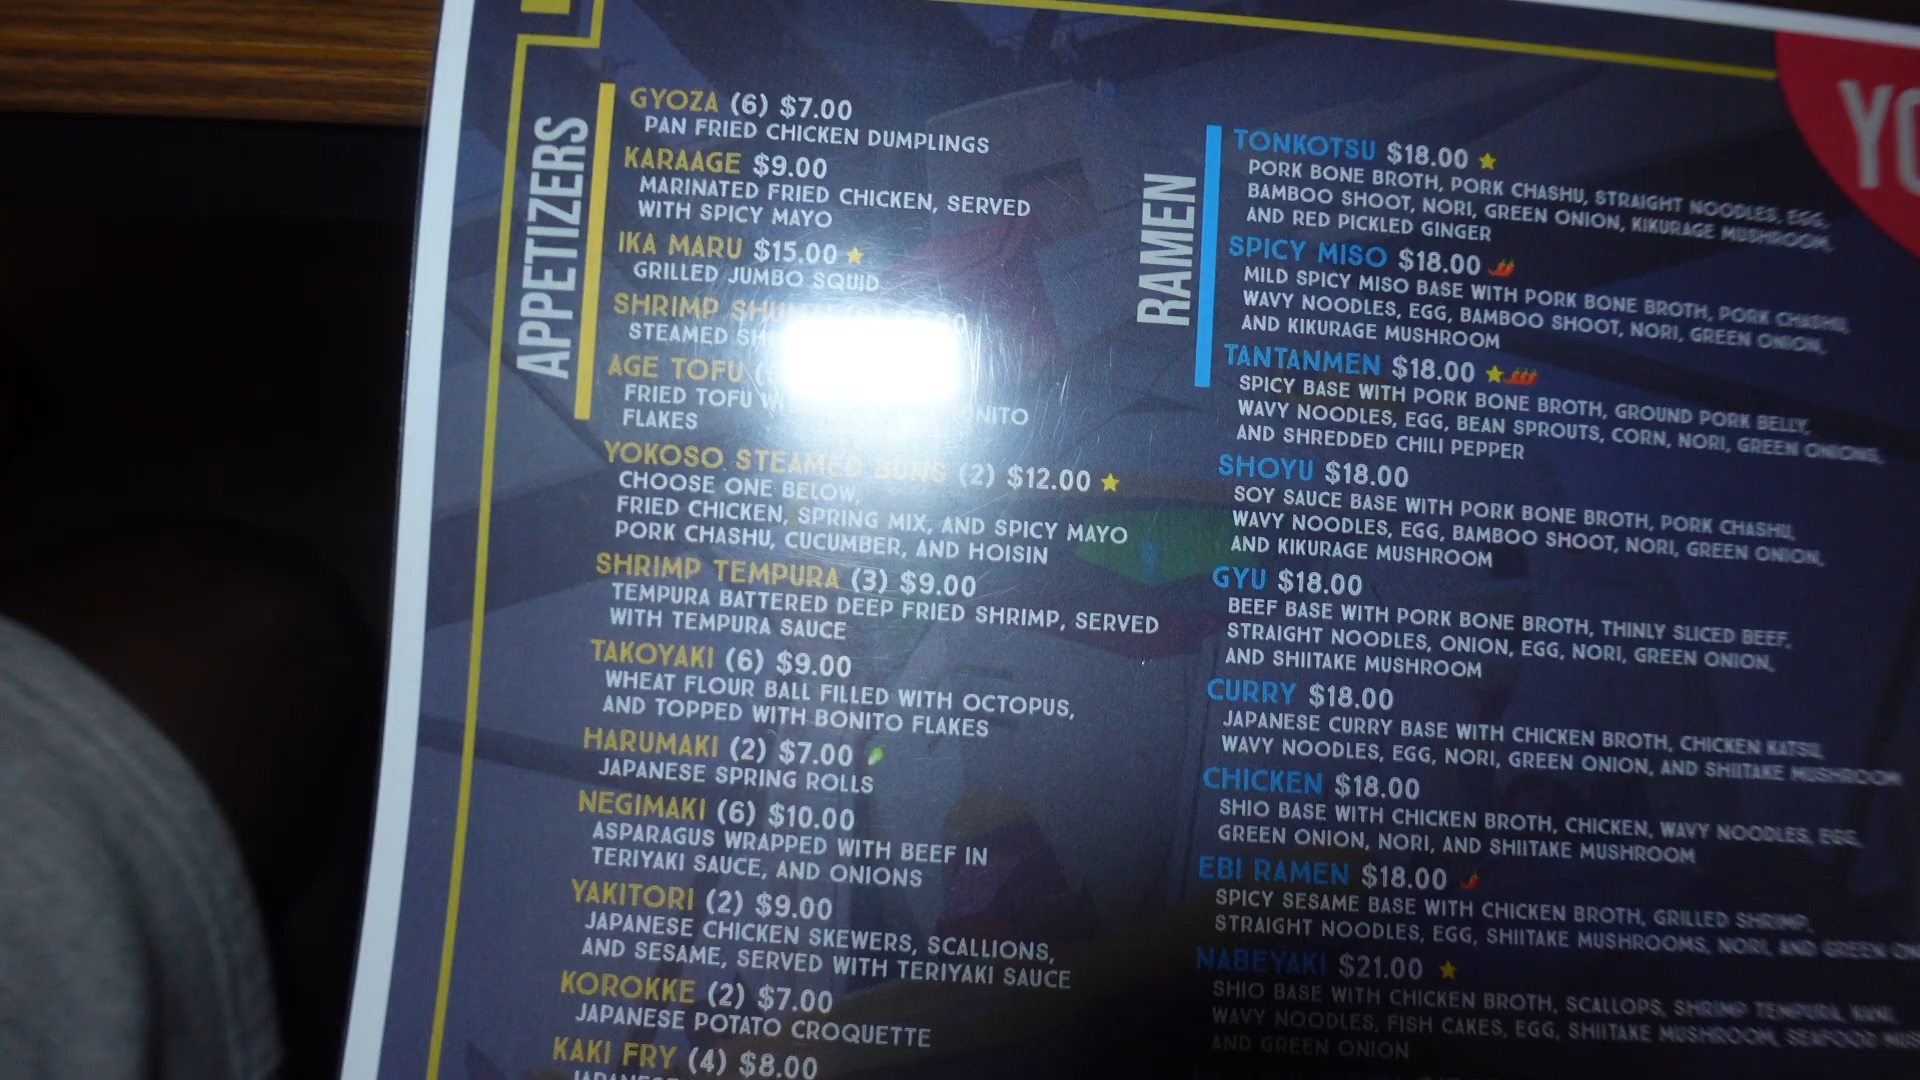 APPETIZERS
GYOZA (6) $7.00
PAN FRIED CHICKEN DUMPLINGS
KARAAGE $9.00
MARINATED FRIED CHICKEN, SERVED
WITH SPICY MAYO
IKA MARU $15.00
GRILLED JUMBO SQUID
SHRIMP
STEAMED
AGE TOFU
FRIED TOFU
FLAKES
YOKOSO STEAMED BUNS (2) $12.00
CHOOSE ONE BELOW,
FRIED CHICKEN, SPRING MIX, AND SPICY MAYO
PORK CHASHU, CUCUMBER, AND HOISIN
SHRIMP TEMPURA (3) $9.00
TEMPURA BATTERED DEEP FRIED SHRIMP, SERVED
WITH TEMPURA SAUCE
TAKOYAKI (6) $9.00
WHEAT FLOUR BALL FILLED WITH OCTOPUS,
AND TOPPED WITH BONITO FLAKES
HARUMAKI (2) $7.00
JAPANESE SPRING ROLLS
NEGIMAKI (6) $10.00
ASPARAGUS WRAPPED WITH BEEF IN
TERIYAKI SAUCE, AND ONIONS
YAKITORI (2) $9.00
JAPANESE CHICKEN SKEWERS, SCALLIONS,
AND SESAME, SERVED WITH TERIYAKI SAUCE
KOROKKE (2) $7.00
JAPANESE POTATO CROQUETTE
KAKI FRY (4) $8.00
RAMEN
TONKOTSU $18.00
PORK BONE BROTH, PORK CHASHU, STRAIGHT NOODLES, EGG,
BAMBOO SHOOT, NORI, GREEN ONION, KIKURAGE MUSHROOM,
AND RED PICKLED GINGER
SPICY MISO $18.00
MILD SPICY MISO BASE WITH PORK BONE BROTH, PORK CHASHU,
WAVY NOODLES, EGG, BAMBOO SHOOT, NORI, GREEN ONION,
AND KIKURAGE MUSHROOM
TANTANMEN $18.00
SPICY BASE WITH PORK BONE BROTH, GROUND PORK BELLY,
WAVY NOODLES, EGG, BEAN SPROUTS, CORN, NORI, GREEN ONIONS,
AND SHREDDED CHILI PEPPER
SHOYU $18.00
SOY SAUCE BASE WITH PORK BONE BROTH, PORK CHASHU,
WAVY NOODLES, EGG, BAMBOO SHOOT, NORI, GREEN ONION,
AND KIKURAGE MUSHROOM
GYU $18.00
BEEF BASE WITH PORK BONE BROTH, THINLY SLICED BEEF,
STRAIGHT NOODLES, ONION, EGG, NORI, GREEN ONION,
AND SHIITAKE MUSHROOM
CURRY $18.00
JAPANESE CURRY BASE WITH CHICKEN BROTH, CHICKEN KATSU,
WAVY NOODLES, EGG, NORI, GREEN ONION, AND SHIITAKE MUSHROOM
CHICKEN $18.00
SHIO BASE WITH CHICKEN BROTH, CHICKEN, WAVY NOODLES, EGG,
GREEN ONION, NORI, AND SHIITAKE MUSHROOM
EBI RAMEN $18.00
SPICY SESAME BASE WITH CHICKEN BROTH, GRILLED SHRIMP,
STRAIGHT NOODLES, EGG, SHIITAKE MUSHROOMS, NORI, AND GREEN
NABEYAKI $21.00
SHIO BASE WITH CHICKEN BROTH, SCALLOPS, SHRIMP TEMPURA, KANI,
WAVY NOODLES, FISH CAKES, EGG, SHIITAKE MUSHROOM, SEAFOOD
AND GREEN ONION